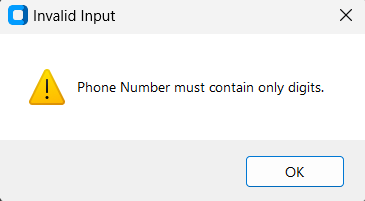 Invalid Input
Phone Number must contain only digits.
OK